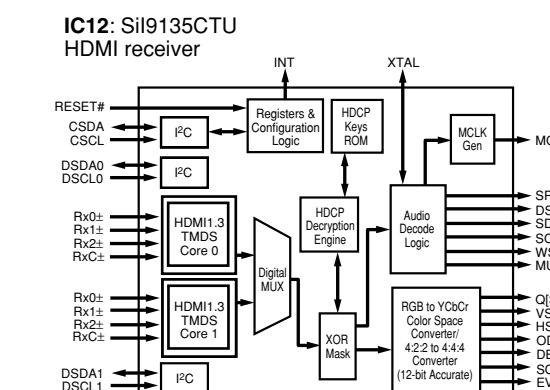 IC12: SiI9135CTU
HDMI receiver
INT
XTAL
RESET#
CSDA
CSCL
I²C
Registers &
Configuration
Logic
HDCP
Keys
ROM
MCLK
Gen
DSDA0
DSCL0
I²C
Rx0±
Rx1±
Rx2±
RxC±
HDMI1.3
TMDS
Core 0
HDCP
Decryption
Engine
Audio
Decode
Logic
Digital
MUX
Rx0±
Rx1±
Rx2±
RxC±
HDMI1.3
TMDS
Core 1
XOR
Mask
RGB to YCbCr
Color Space
Converter/
4:2:2 to 4:4:4
Converter
(12-bit Accurate)
DSDA1
DSCL1
I²C